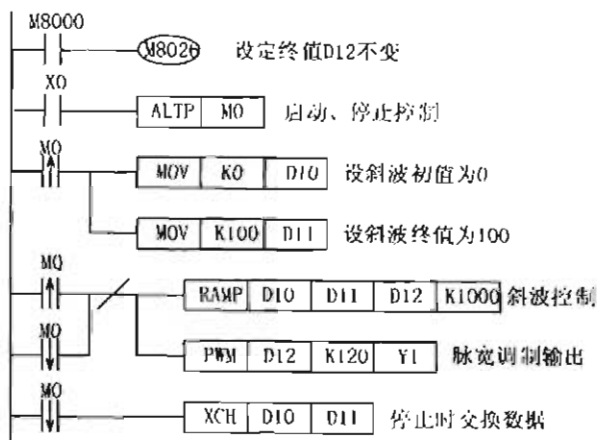 M8000
M8026 设定终值D12不变
X0
ALTP M0 启动、停止控制
M0
MOV K0 D10 设斜波初值为0
MOV K100 D11 设斜波终值为100
M0
RAMP D10 D11 D12 K1000 斜波控制
M0
PWM D12 K120 Y1 脉宽调制输出
M0
XCH D10 D11 停止时交换数据